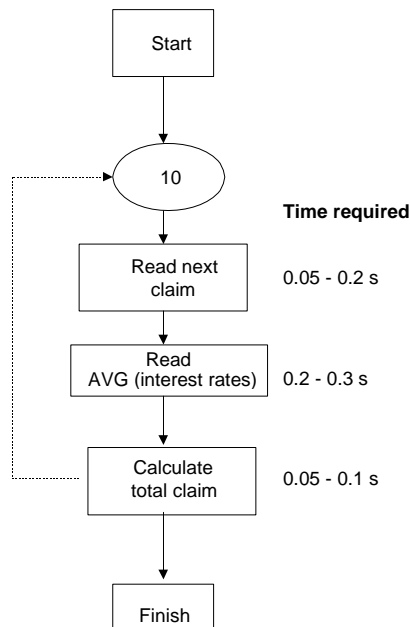 Start
10
Time required
Read next
claim
0.05 - 0.2 s
Read
AVG (interest rates)
0.2 - 0.3 s
Calculate
total claim
0.05 - 0.1 s
Finish